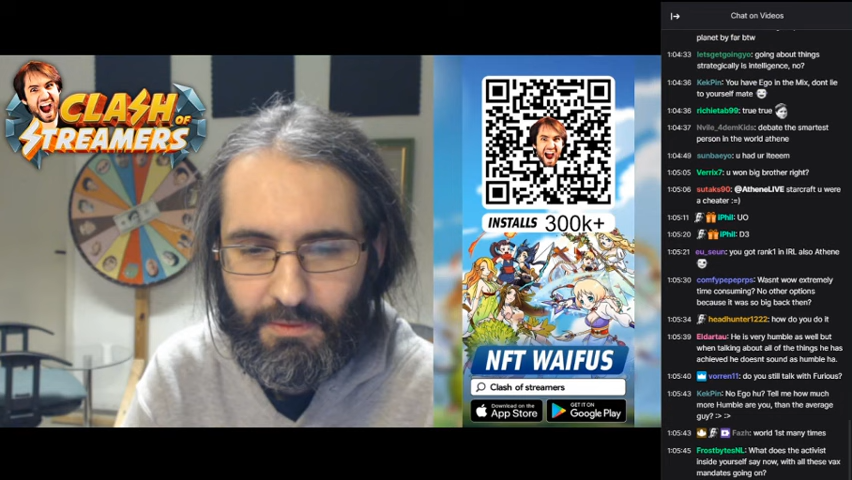 CLASH OF
STREAMERS
INSTALLS 300k+
NFT WAIFUS
Clash of streamers
Download on the
App Store
GET IT ON
Google Play
Chat on Videos
planet by far btw
1:04:33 letsgetgoingyo: going about things
strategically is intelligence, no?
1:04:36 KekPin: You have Ego in the Mix, dont lie
to yourself mate
1:04:36 richietab99: true true
1:04:37 Nvile_4demKids: debate the smartest
person in the world athene
1:04:49 sunbaeyo: u had ur iteeem
1:05:05 Verrix7: u won big brother right?
1:05:06 sutaks90: @AtheneLIVE starcraft u were
a cheater :=)
1:05:11 IPhII: UO
1:05:20 IPhII: D3
1:05:21 eu_seun: you got rank1 in IRL also Athene
1:05:30 comfypepeprps: Wasnt wow extremely
time consuming? No other options
because it was so big back then?
1:05:34 headhunter1222: how do you do it
1:05:39 Eldartau: He is very humble as well but
when talking about all of the things he has
achieved he doesnt sound as humble ha.
1:05:40 vorren11: do you still talk with Furious?
1:05:43 KekPin: No Ego hu? Tell me how much
more Humble are you, than the average
guy? :> :>
1:05:43 Fazh: world 1st many times
1:05:45 FrostbytesNL: What does the activist
inside yourself say now, with all these vax
mandates going on?